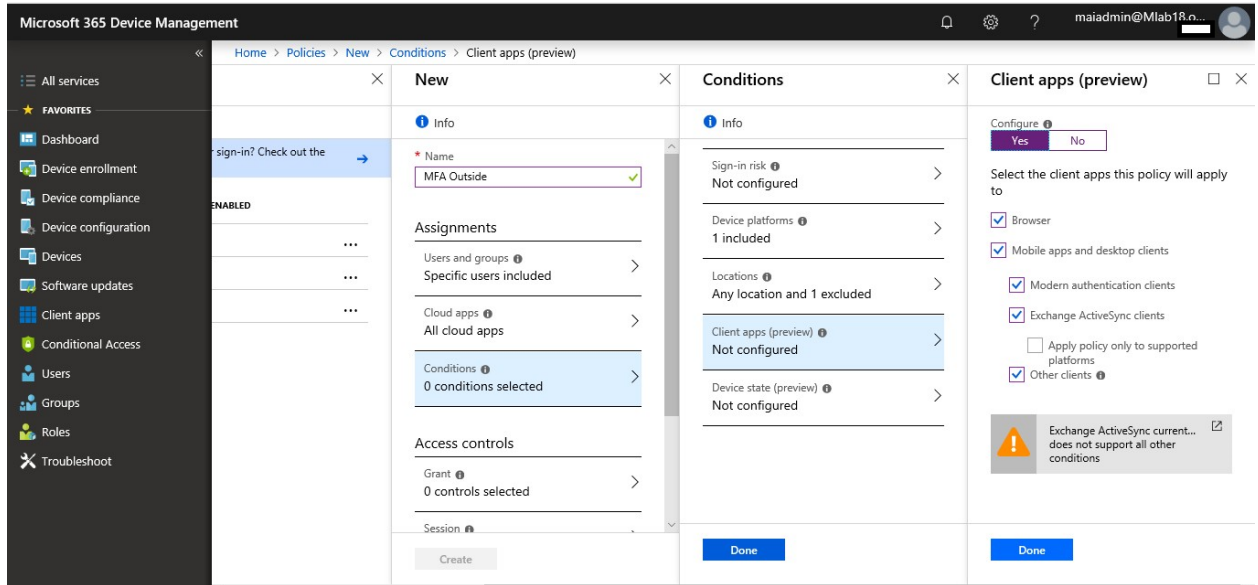 Microsoft 365 Device Management
?
maiadmin@Mlab18.o...
«
Home > Policies > New > Conditions > Client apps (preview)
All services
FAVORITES
Dashboard
Device enrollment
Device compliance
Device configuration
Devices
Software updates
Client apps
Conditional Access
Users
Groups
Roles
Troubleshoot
sign-in? Check out the
ENABLED
...
...
...
New
Info
* Name
MFA Outside
Assignments
Users and groups
Specific users included
Cloud apps
All cloud apps
Conditions
0 conditions selected
Access controls
Grant
0 controls selected
Session
Create
Conditions
Info
Sign-in risk
Not configured
Device platforms
1 included
Locations
Any location and 1 excluded
Client apps (preview)
Not configured
Device state (preview)
Not configured
Done
Client apps (preview)
Configure
Yes No
Select the client apps this policy will apply
to
Browser
Mobile apps and desktop clients
Modern authentication clients
Exchange ActiveSync clients
Apply policy only to supported
platforms
Other clients
Exchange ActiveSync current...
does not support all other
conditions
Done